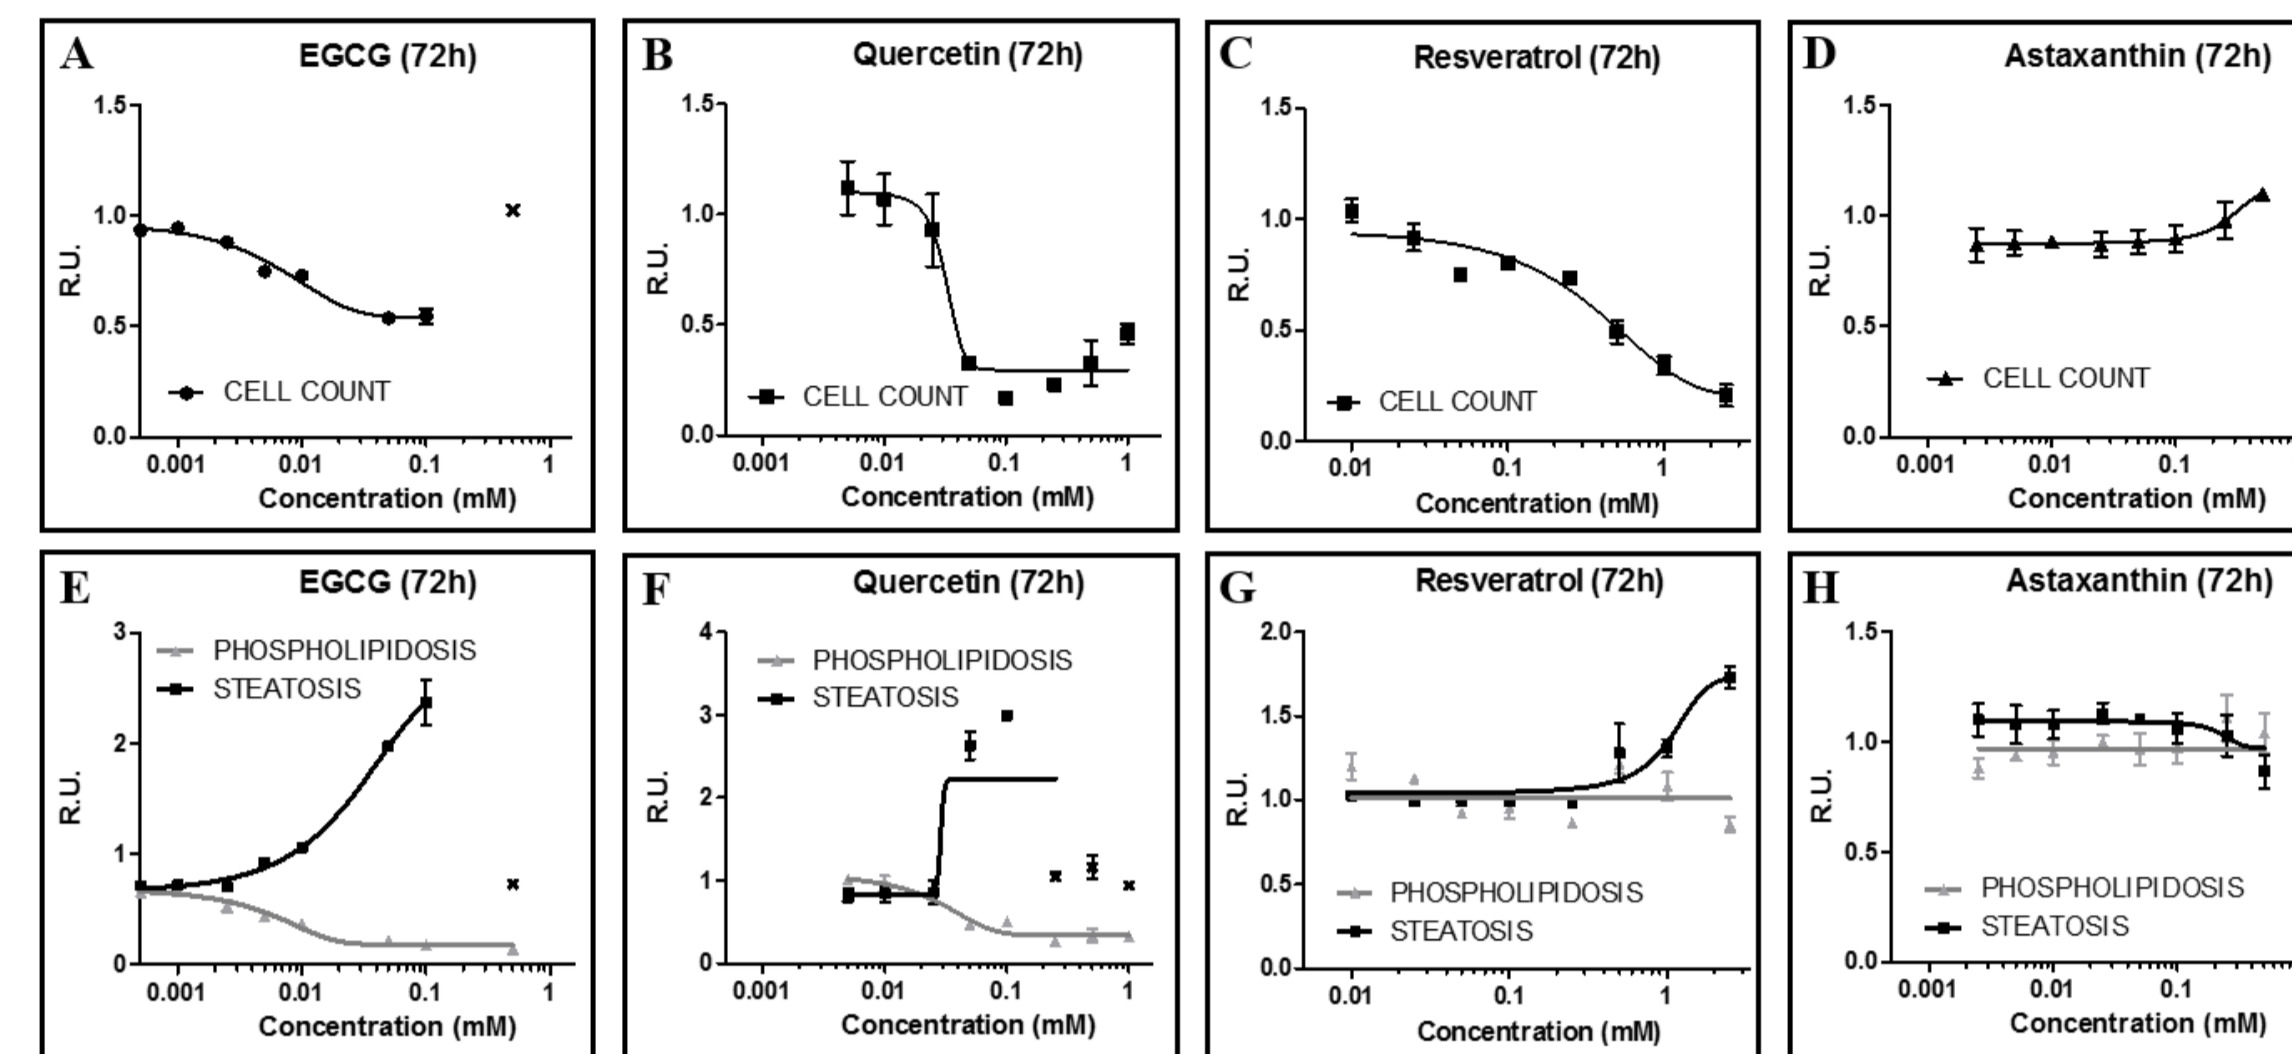 A EGCG (72h)
1.5
1.0
0.5
0.0
R.U.
CELL COUNT
0.001 0.01 0.1 1
Concentration (mM)
B Quercetin (72h)
1.5
1.0
0.5
0.0
R.U.
CELL COUNT
0.001 0.01 0.1 1
Concentration (mM)
C Resveratrol (72h)
1.5
1.0
0.5
0.0
R.U.
CELL COUNT
0.01 0.1 1
Concentration (mM)
D Astaxanthin (72h)
1.5
1.0
0.5
0.0
R.U.
CELL COUNT
0.001 0.01 0.1
Concentration (mM)
E EGCG (72h)
3
2
1
0
R.U.
PHOSPHOLIPIDOSIS
STEATOSIS
0.001 0.01 0.1 1
Concentration (mM)
F Quercetin (72h)
4
3
2
1
0
R.U.
PHOSPHOLIPIDOSIS
STEATOSIS
0.001 0.01 0.1 1
Concentration (mM)
G Resveratrol (72h)
2.0
1.5
1.0
0.5
0.0
R.U.
PHOSPHOLIPIDOSIS
STEATOSIS
0.01 0.1 1
Concentration (mM)
H Astaxanthin (72h)
1.5
1.0
0.5
0.0
R.U.
PHOSPHOLIPIDOSIS
STEATOSIS
0.001 0.01 0.1
Concentration (mM)